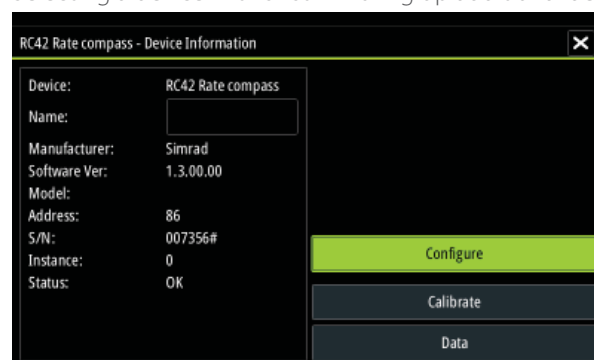 RC42 Rate compass - Device Information
Device: RC42 Rate compass
Name:
Manufacturer: Simrad
Software Ver: 1.3.00.00
Model:
Address: 86
S/N: 007356#
Instance: 0
Status: OK
Configure
Calibrate
Data